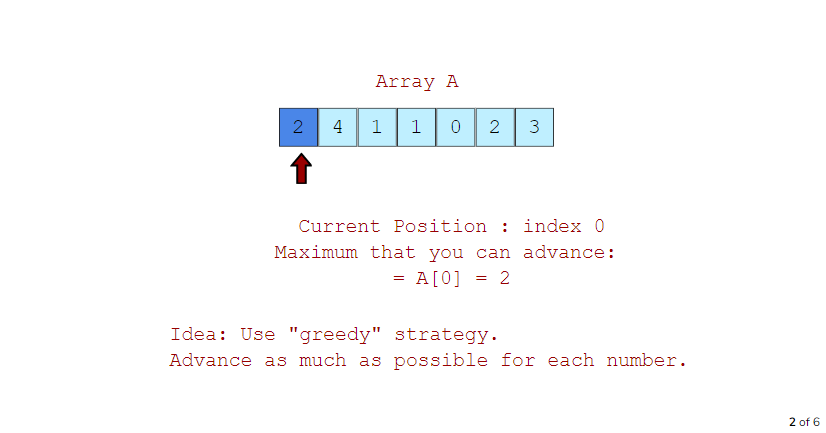 Array A
2 4 1 1 0 2 3
Current Position : index 0
Maximum that you can advance:
= A[0] = 2
Idea: Use "greedy" strategy.
Advance as much as possible for each number.
2 of 6